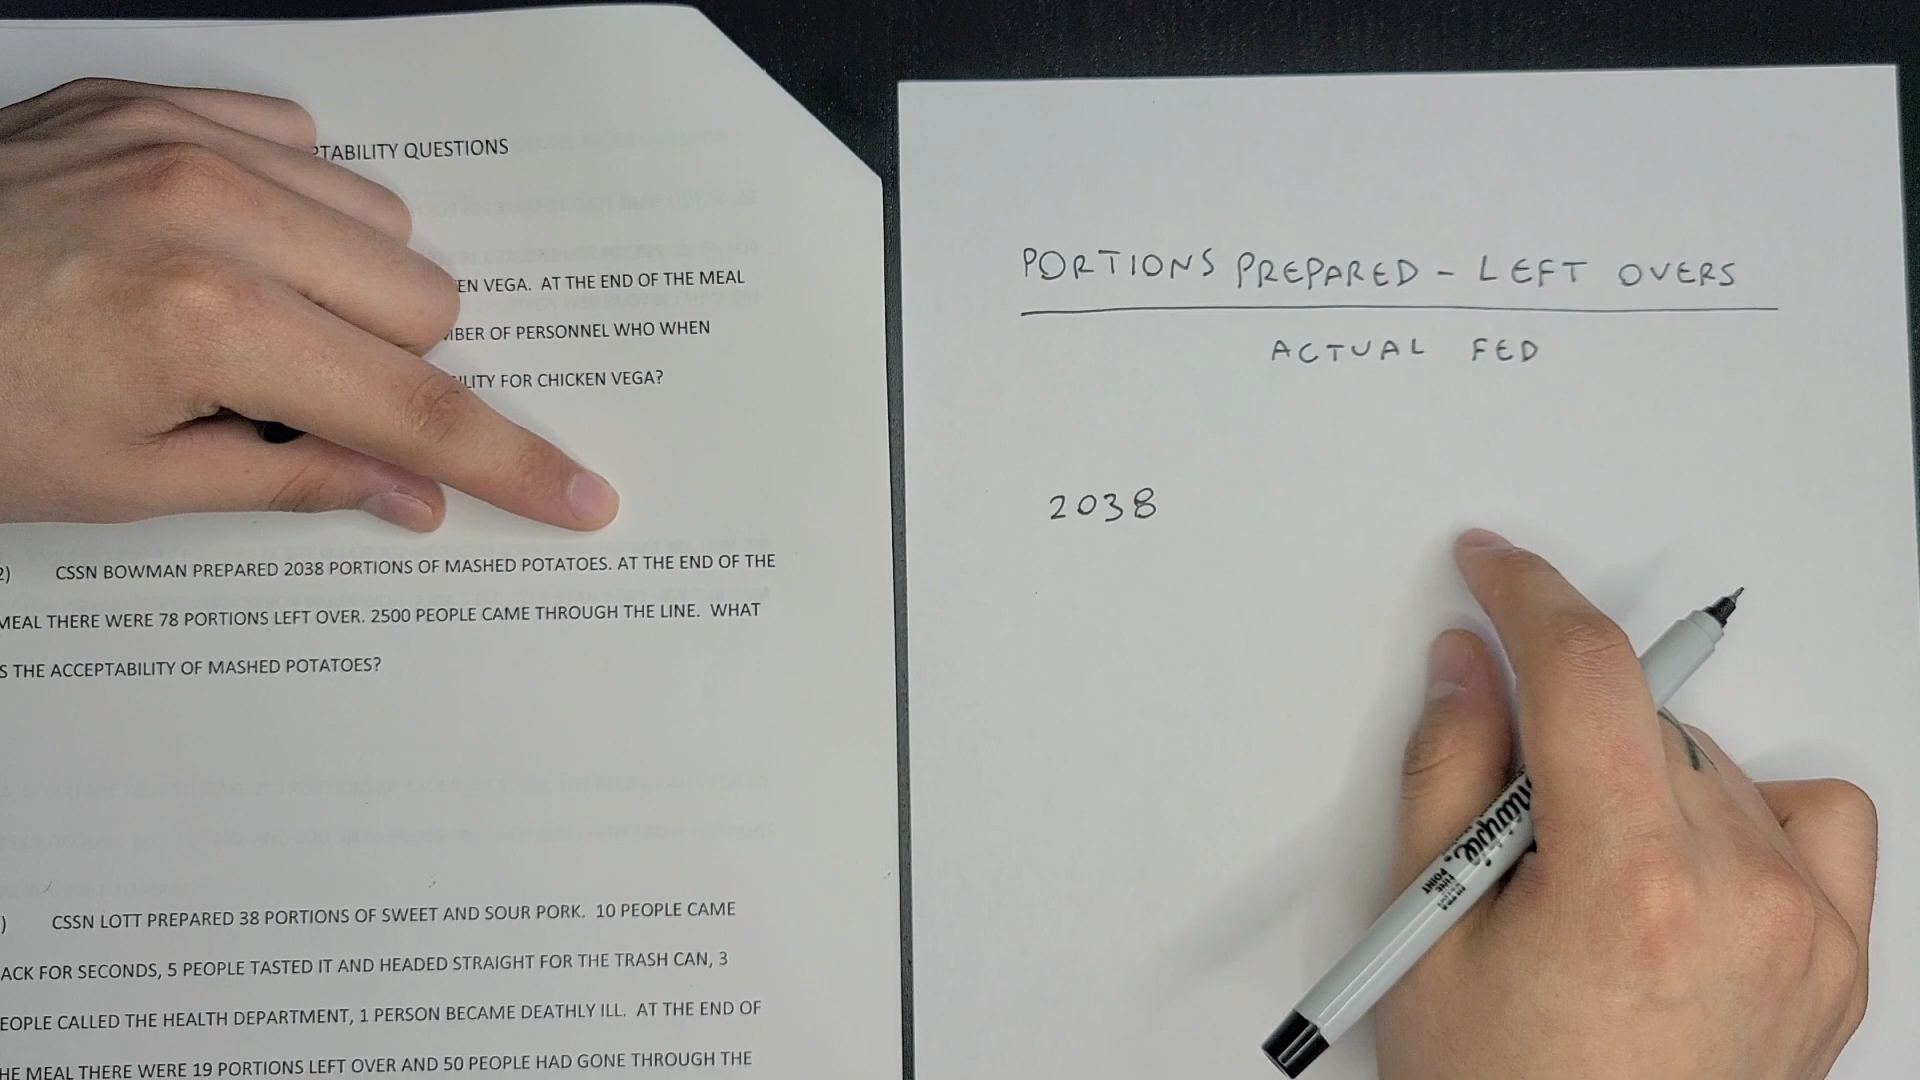 QUESTIONS
VEGA. AT THE END OF THE MEAL
OF PERSONNEL WHO WHEN
FOR CHICKEN VEGA?
2) CSSN BOWMAN PREPARED 2038 PORTIONS OF MASHED POTATOES. AT THE END OF THE
MEAL THERE WERE 78 PORTIONS LEFT OVER. 2500 PEOPLE CAME THROUGH THE LINE. WHAT
S THE ACCEPTABILITY OF MASHED POTATOES?
) CSSN LOTT PREPARED 38 PORTIONS OF SWEET AND SOUR PORK. 10 PEOPLE CAME
ACK FOR SECONDS, 5 PEOPLE TASTED IT AND HEADED STRAIGHT FOR THE TRASH CAN, 3
EOPLE CALLED THE HEALTH DEPARTMENT, 1 PERSON BECAME DEATHLY ILL. AT THE END OF
HE MEAL THERE WERE 19 PORTIONS LEFT OVER AND 50 PEOPLE HAD GONE THROUGH THE
PORTIONS PREPARED - LEFT OVERS
ACTUAL FED
2038
Sharpie
ULTRA
FINE
POINT